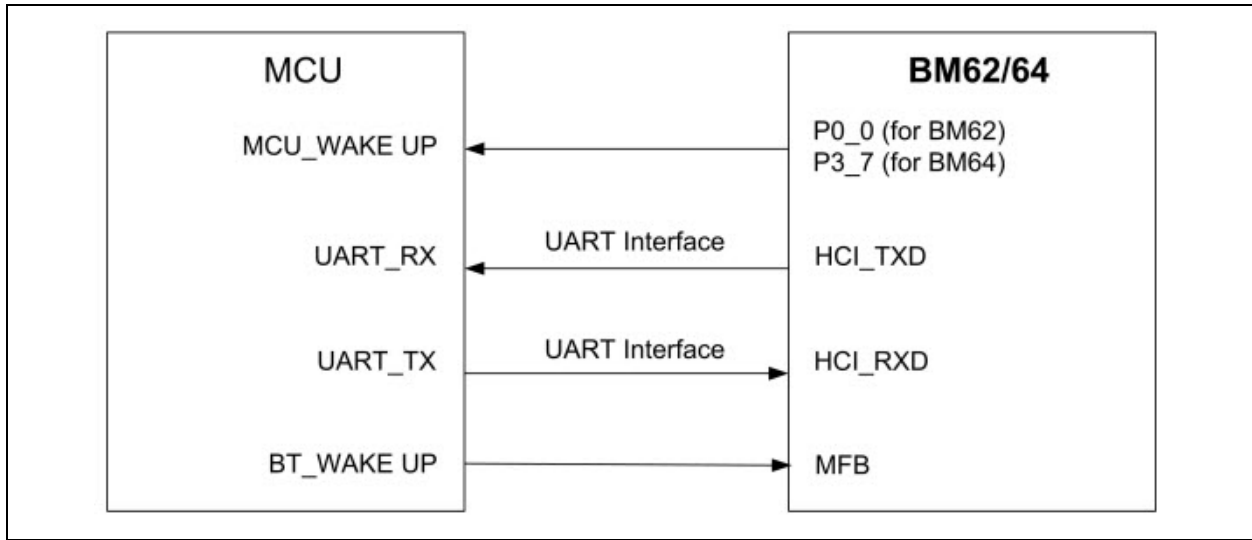 MCU
BM62/64
MCU_WAKE UP
P0_0 (for BM62)
P3_7 (for BM64)
UART_RX
UART Interface
HCI_TXD
UART_TX
UART Interface
HCI_RXD
BT_WAKE UP
MFB